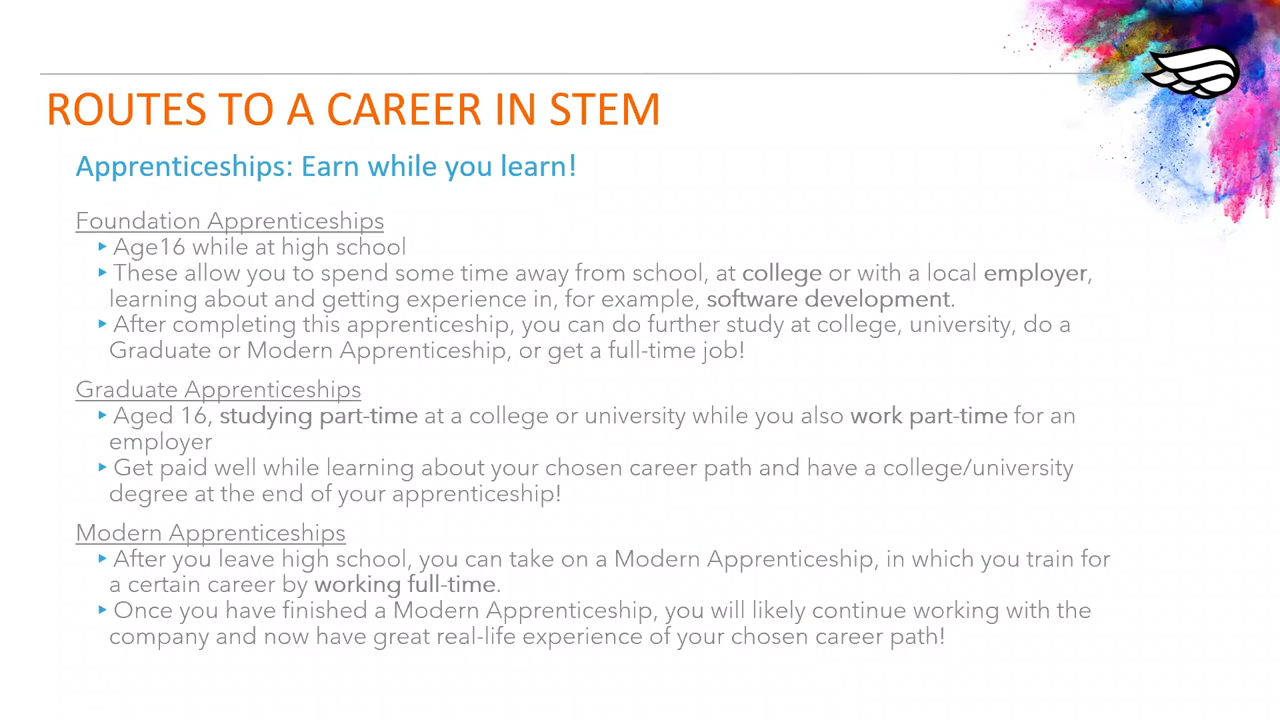 ROUTES TO A CAREER IN STEM
Apprenticeships: Earn while you learn!
Foundation Apprenticeships
▸ Age16 while at high school
▸ These allow you to spend some time away from school, at college or with a local employer,
learning about and getting experience in, for example, software development.
▸ After completing this apprenticeship, you can do further study at college, university, do a
Graduate or Modern Apprenticeship, or get a full-time job!
Graduate Apprenticeships
▸ Aged 16, studying part-time at a college or university while you also work part-time for an
employer
▸ Get paid well while learning about your chosen career path and have a college/university
degree at the end of your apprenticeship!
Modern Apprenticeships
▸ After you leave high school, you can take on a Modern Apprenticeship, in which you train for
a certain career by working full-time.
▸ Once you have finished a Modern Apprenticeship, you will likely continue working with the
company and now have great real-life experience of your chosen career path!